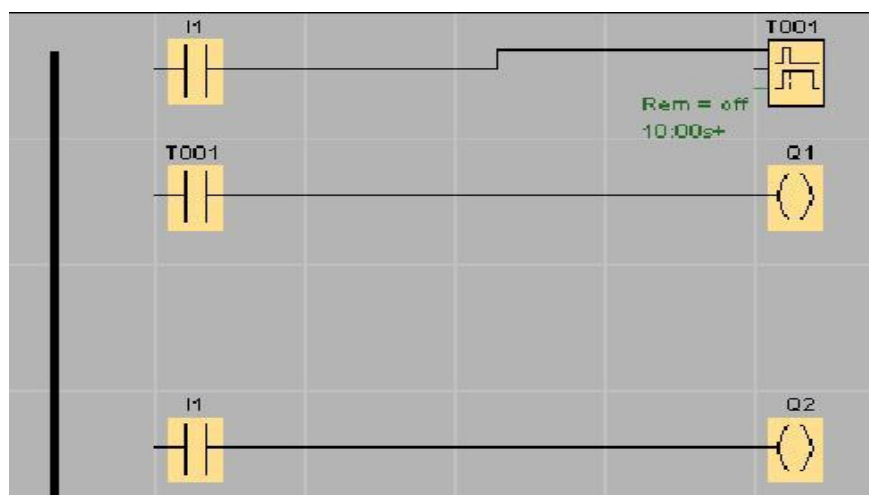 I1
T001
Rem = off
10:00s+
T001
Q1
I1
Q2